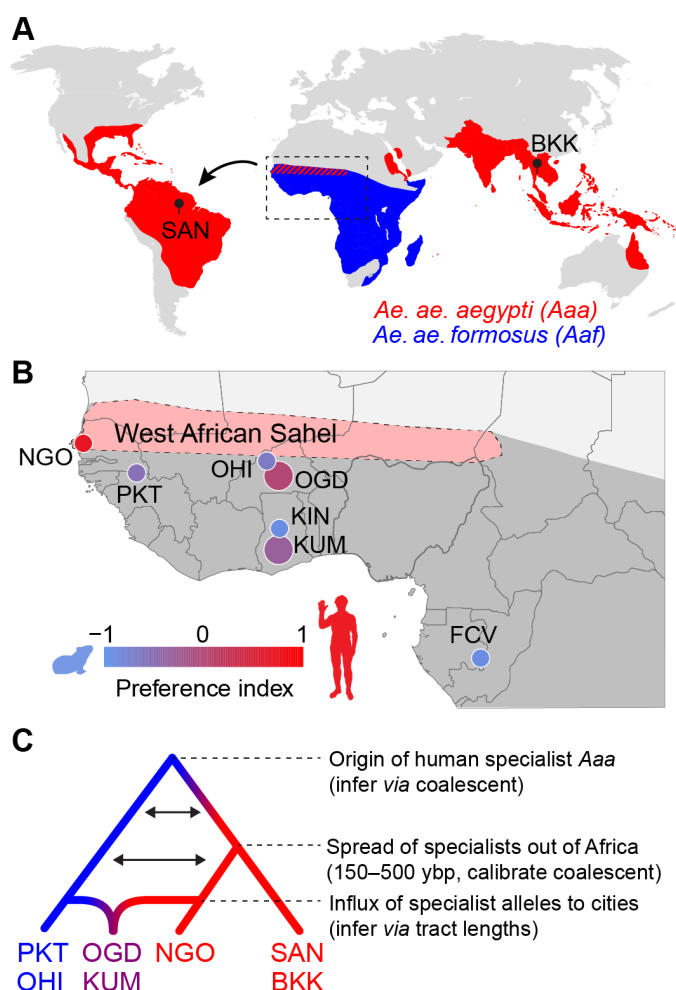 A
BKK
SAN
Ae. ae. aegypti (Aaa)
Ae. ae. formosus (Aaf)
B
West African Sahel
NGO
OHI
OGD
PKT
KIN
KUM
FCV
−1 0 1
Preference index
C
Origin of human specialist Aaa
(infer via coalescent)
Spread of specialists out of Africa
(150–500 ybp, calibrate coalescent)
Influx of specialist alleles to cities
(infer via tract lengths)
PKT OGD NGO SAN
OHI KUM BKK